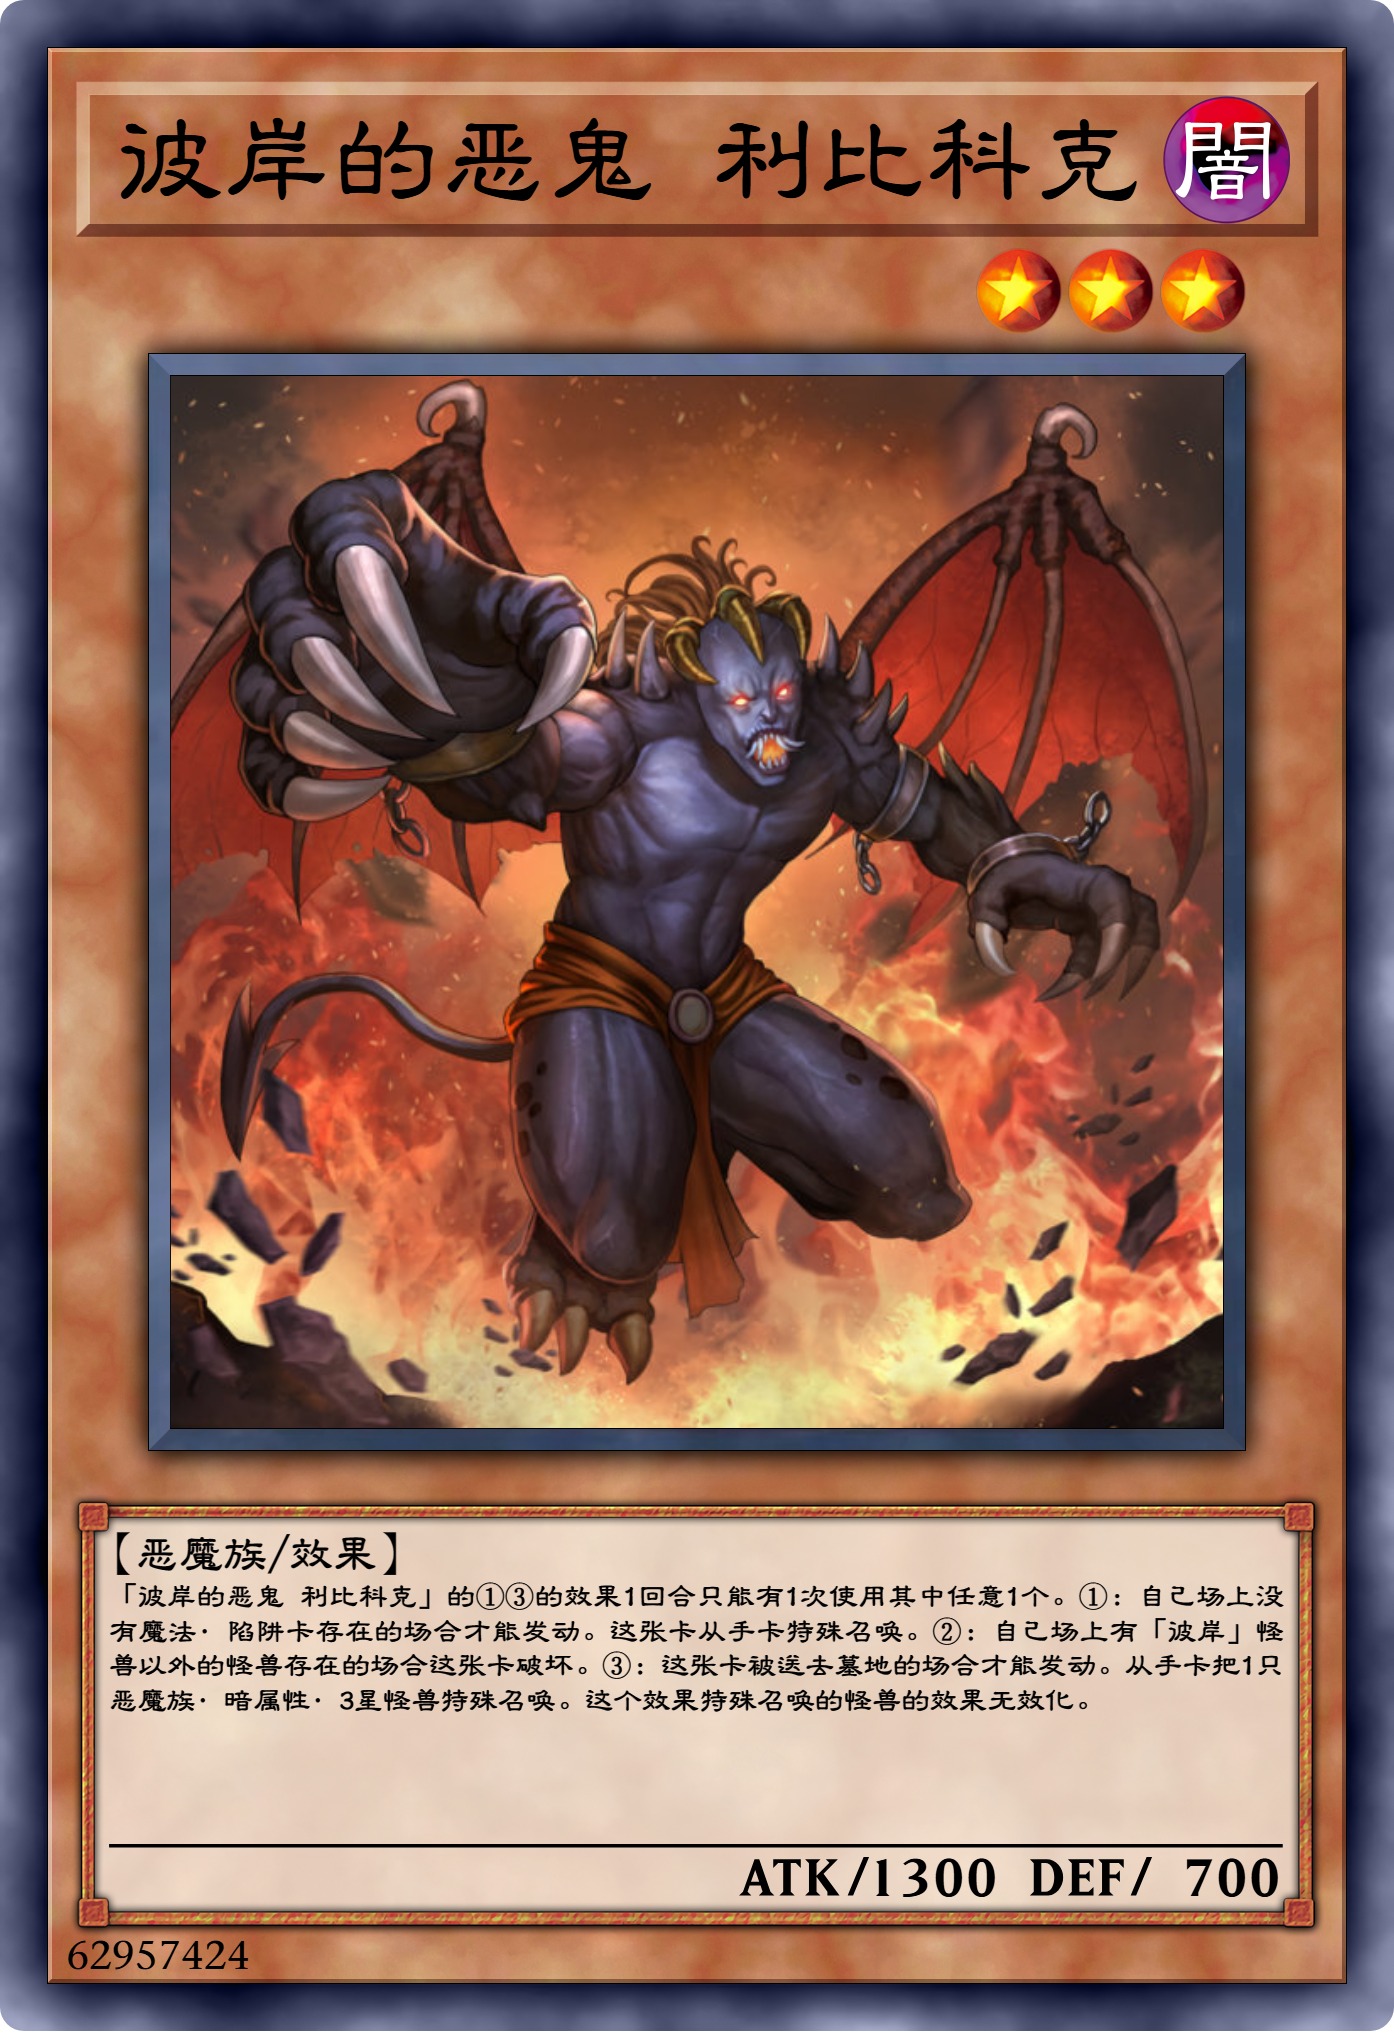 彼岸的恶鬼 利比科克 闇
【恶魔族/效果】
「彼岸的恶鬼 利比科克」的①③的效果1回合只能有1次使用其中任意1个。①：自己场上没
有魔法·陷阱卡存在的场合才能发动。这张卡从手卡特殊召唤。②：自己场上有「彼岸」怪
兽以外的怪兽存在的场合这张卡破坏。③：这张卡被送去墓地的场合才能发动。从手卡把1只
恶魔族·暗属性·3星怪兽特殊召唤。这个效果特殊召唤的怪兽的效果无效化。
ATK/1300 DEF/ 700
62957424